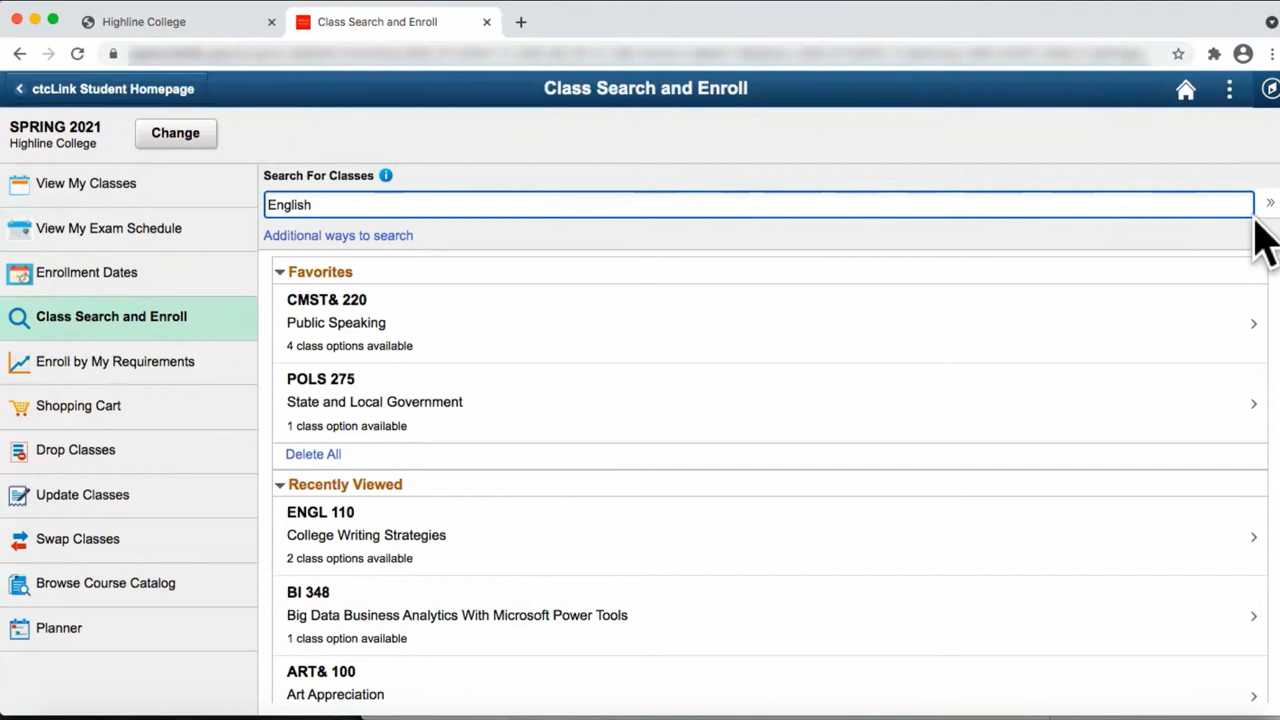 Highline College
Class Search and Enroll
ctcLink Student Homepage
Class Search and Enroll
SPRING 2021
Highline College
Change
View My Classes
View My Exam Schedule
Enrollment Dates
Class Search and Enroll
Enroll by My Requirements
Shopping Cart
Drop Classes
Update Classes
Swap Classes
Browse Course Catalog
Planner
Search For Classes
English
Additional ways to search
Favorites
CMST& 220
Public Speaking
4 class options available
POLS 275
State and Local Government
1 class option available
Delete All
Recently Viewed
ENGL 110
College Writing Strategies
2 class options available
BI 348
Big Data Business Analytics With Microsoft Power Tools
1 class option available
ART& 100
Art Appreciation